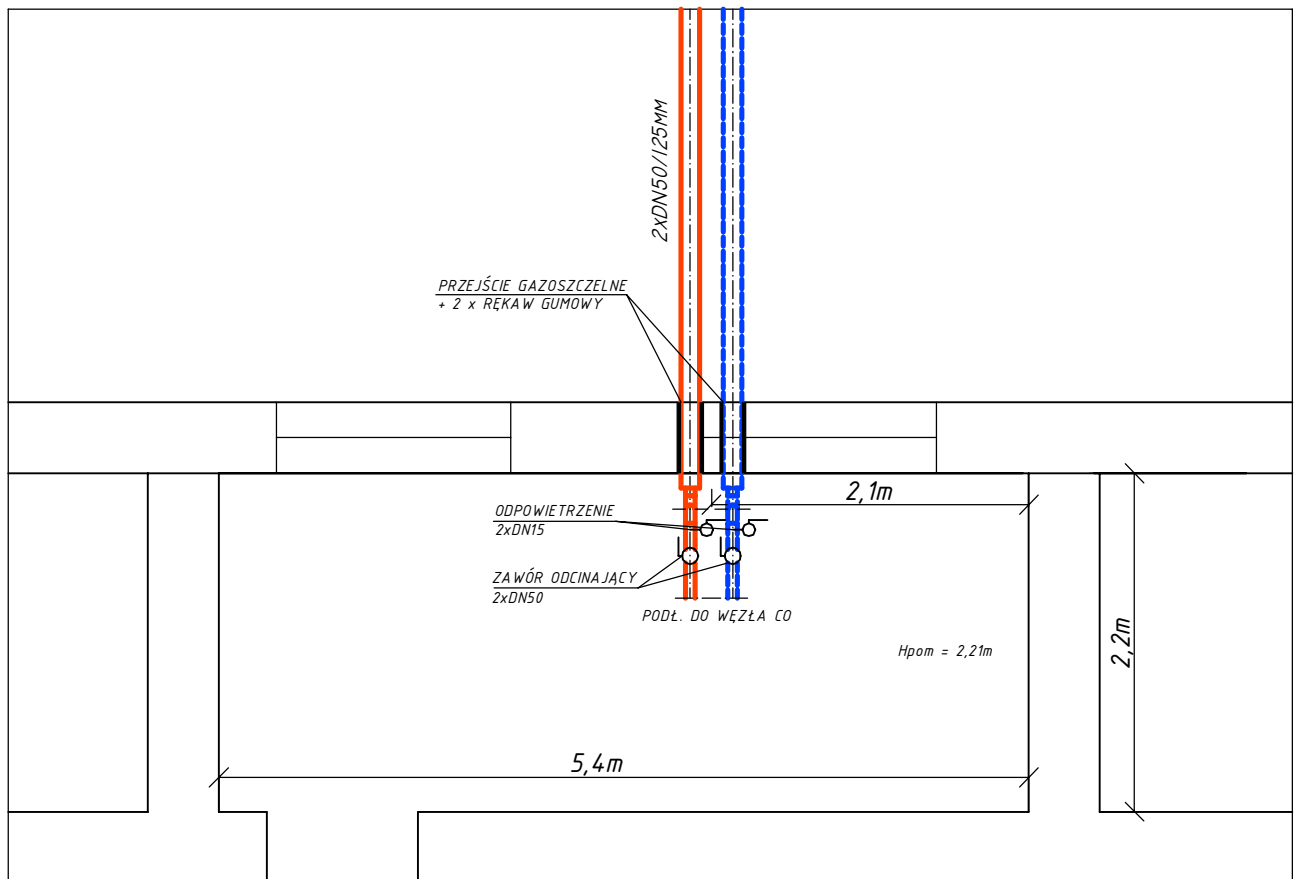 2xDN50/125MM
PRZEJŚCIE GAZOSZCZELNE
+ 2 x RĘKAW GUMOWY
2,1m
ODPOWIETRZENIE
2xDN15
ZAWÓR ODCINAJĄCY
2xDN50
PODŁ. DO WĘZŁA CO
Hpom = 2,21m
2,2m
5,4m